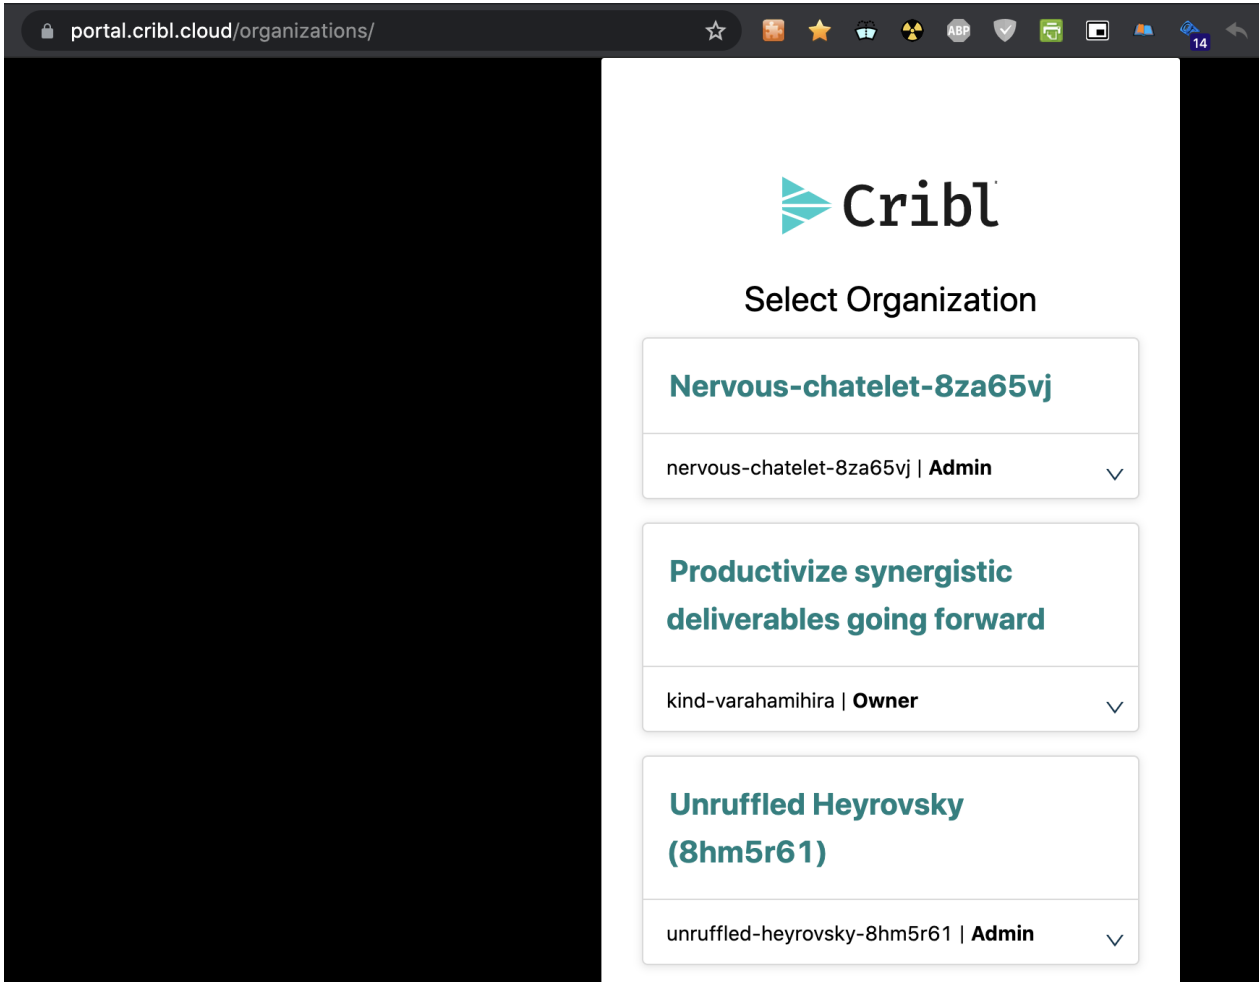 portal.cribl.cloud/organizations/
ABP
14
Cribl
Select Organization
Nervous-chatelet-8za65vj
nervous-chatelet-8za65vj | Admin
Productivize synergistic
deliverables going forward
kind-varahamihira | Owner
Unruffled Heyrovsky
(8hm5r61)
unruffled-heyrovsky-8hm5r61 | Admin